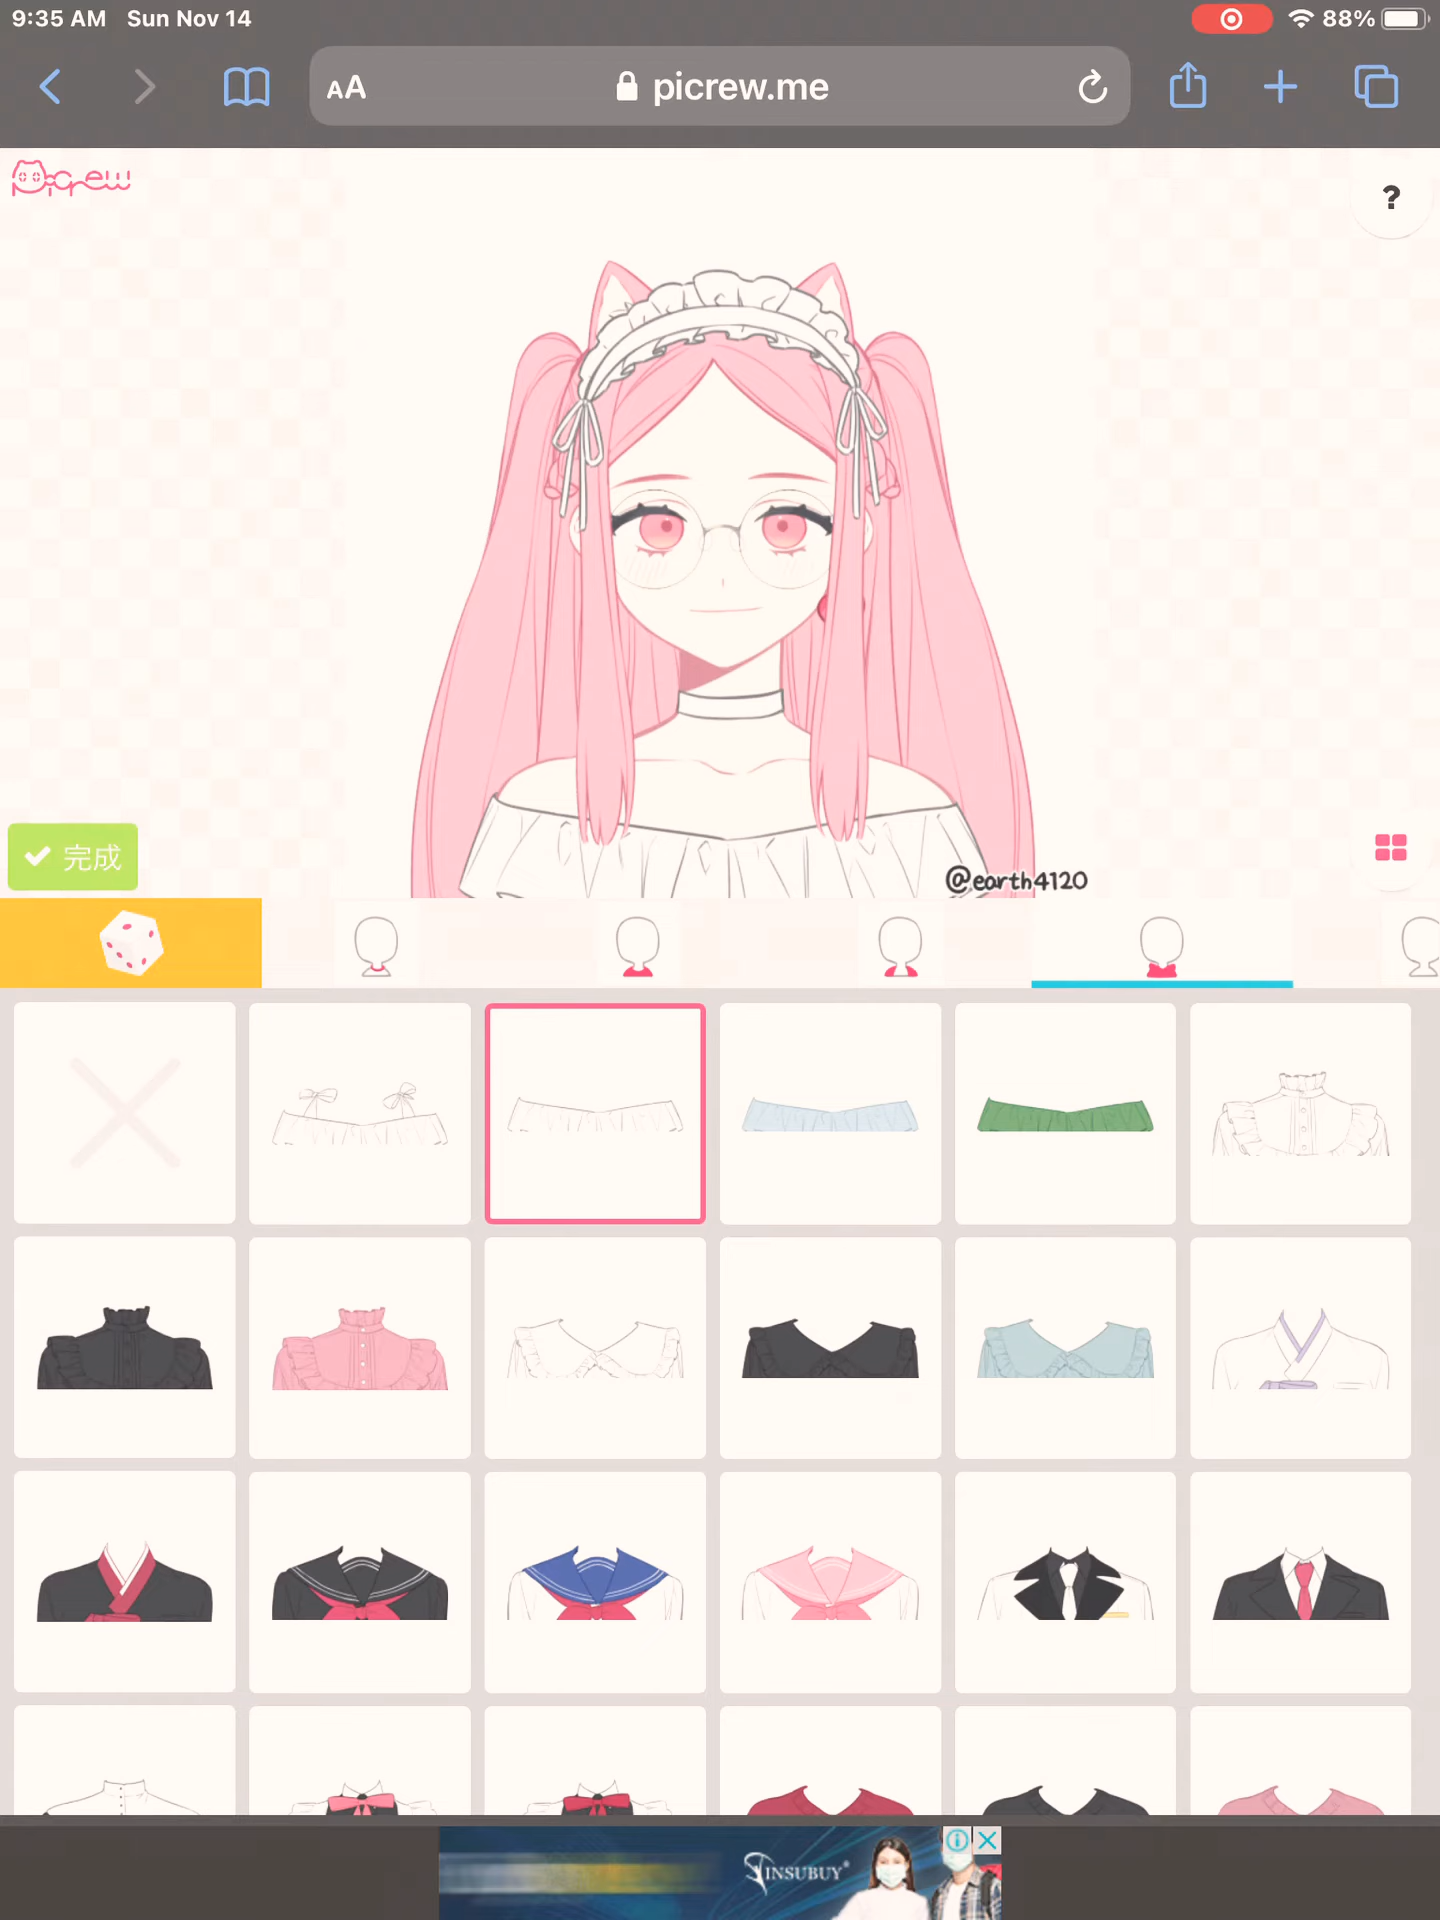 9:35 AM Sun Nov 14 88%
AA picrew.me
Picrew
?
完成
@earth4120
INSUBUY®